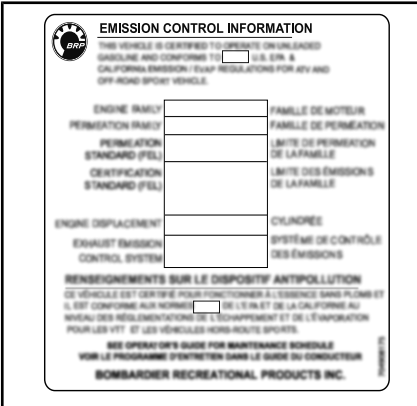 BRP
EMISSION CONTROL INFORMATION
THIS VEHICLE IS CERTIFIED TO OPERATE ON UNLEADED
GASOLINE AND CONFORMS TO U.S. EPA &
CALIFORNIA EMISSION / EVAP REGULATIONS FOR ATV AND
OFF-ROAD SPORT VEHICLE.
ENGINE FAMILY FAMILLE DE MOTEUR
PERMEATION FAMILY FAMILLE DE PERMÉATION
PERMEATION LIMITE DE PERMEATION
STANDARD (FEL) DE LA FAMILLE
CERTIFICATION LIMITE DES ÉMISSIONS
STANDARD (FEL) DE LA FAMILLE
ENGINE DISPLACEMENT CYLINDRÉE
EXHAUST EMISSION SYSTÈME DE CONTRÔLE
CONTROL SYSTEM DES ÉMISSIONS
RENSEIGNEMENTS SUR LE DISPOSITIF ANTIPOLLUTION
CE VÉHICULE EST CERTIFIÉ POUR FONCTIONNER À L'ESSENCE SANS PLOMB ET
IL EST CONFORME AUX NORMES DE L'EPA ET DE LA CALIFORNIE AU
NIVEAU DES RÉGLEMENTATIONS DE L'ÉCHAPPEMENT ET DE L'ÉVAPORATION
POUR LES VTT ET LES VÉHICULES HORS-ROUTE SPORTS.
SEE OPERATOR'S GUIDE FOR MAINTENANCE SCHEDULE
VOIR LE PROGRAMME D'ENTRETIEN DANS LE GUIDE DU CONDUCTEUR
BOMBARDIER RECREATIONAL PRODUCTS INC.